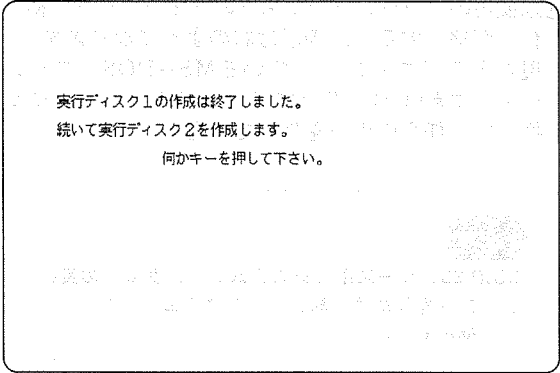 実行ディスク1の作成は終了しました。
続いて実行ディスク2を作成します。
何かキーを押して下さい。